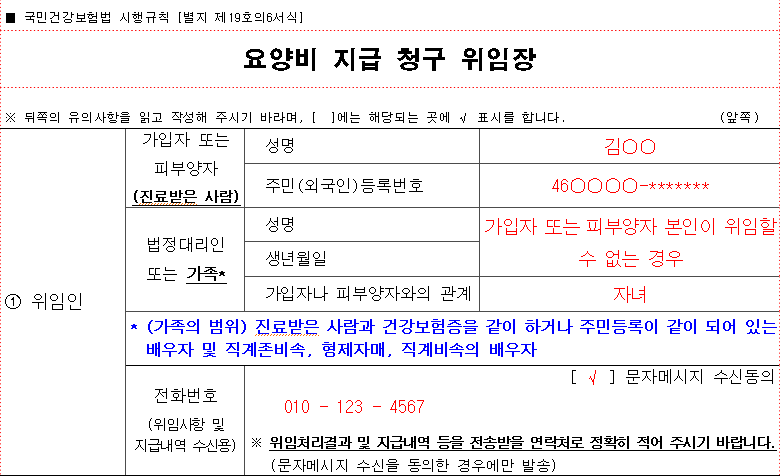 ■ 국민건강보험법 시행규칙 [별지 제19호의6서식]
요양비 지급 청구 위임장
※ 뒤쪽의 유의사항을 읽고 작성해 주시기 바라며, [ ]에는 해당되는 곳에 √ 표시를 합니다. (앞쪽)
① 위임인
가입자 또는
피부양자
(진료받은 사람)
성명
김○○
주민(외국인)등록번호
46○○○○-*******
법정대리인
또는 가족*
성명
생년월일
가입자 또는 피부양자 본인이 위임할
수 없는 경우
가입자나 피부양자와의 관계
자녀
* (가족의 범위) 진료받은 사람과 건강보험증을 같이 하거나 주민등록이 같이 되어 있는
배우자 및 직계존비속, 형제자매, 직계비속의 배우자
전화번호
(위임사항 및
지급내역 수신용)
[ √ ] 문자메시지 수신동의
010 - 123 - 4567
※ 위임처리결과 및 지급내역 등을 전송받을 연락처로 정확히 적어 주시기 바랍니다.
(문자메시지 수신을 동의한 경우에만 발송)